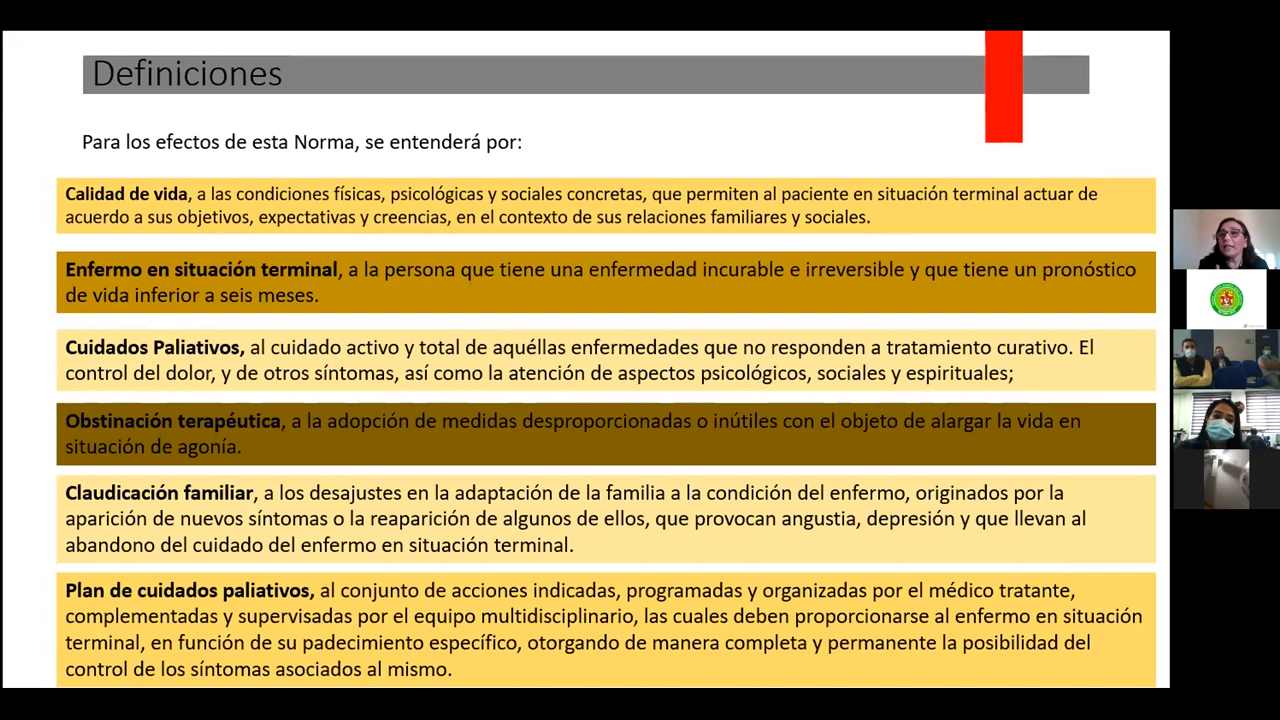 Definiciones
Para los efectos de esta Norma, se entenderá por:
Calidad de vida, a las condiciones físicas, psicológicas y sociales concretas, que permiten al paciente en situación terminal actuar de
acuerdo a sus objetivos, expectativas y creencias, en el contexto de sus relaciones familiares y sociales.
Enfermo en situación terminal, a la persona que tiene una enfermedad incurable e irreversible y que tiene un pronóstico
de vida inferior a seis meses.
Cuidados Paliativos, al cuidado activo y total de aquéllas enfermedades que no responden a tratamiento curativo. El
control del dolor, y de otros síntomas, así como la atención de aspectos psicológicos, sociales y espirituales;
Obstinación terapéutica, a la adopción de medidas desproporcionadas o inútiles con el objeto de alargar la vida en
situación de agonía.
Claudicación familiar, a los desajustes en la adaptación de la familia a la condición del enfermo, originados por la
aparición de nuevos síntomas o la reaparición de algunos de ellos, que provocan angustia, depresión y que llevan al
abandono del cuidado del enfermo en situación terminal.
Plan de cuidados paliativos, al conjunto de acciones indicadas, programadas y organizadas por el médico tratante,
complementadas y supervisadas por el equipo multidisciplinario, las cuales deben proporcionarse al enfermo en situación
terminal, en función de su padecimiento específico, otorgando de manera completa y permanente la posibilidad del
control de los síntomas asociados al mismo.